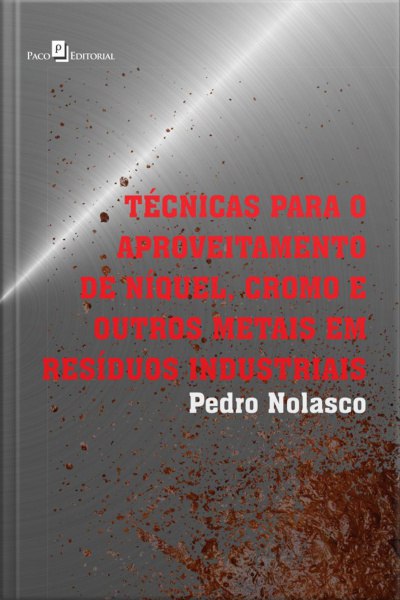 PACO P EDITORIAL
TÉCNICAS PARA O
APROVEITAMENTO
DE NÍQUEL, CROMO E
OUTROS METAIS EM
RESÍDUOS INDUSTRIAIS
Pedro Nolasco